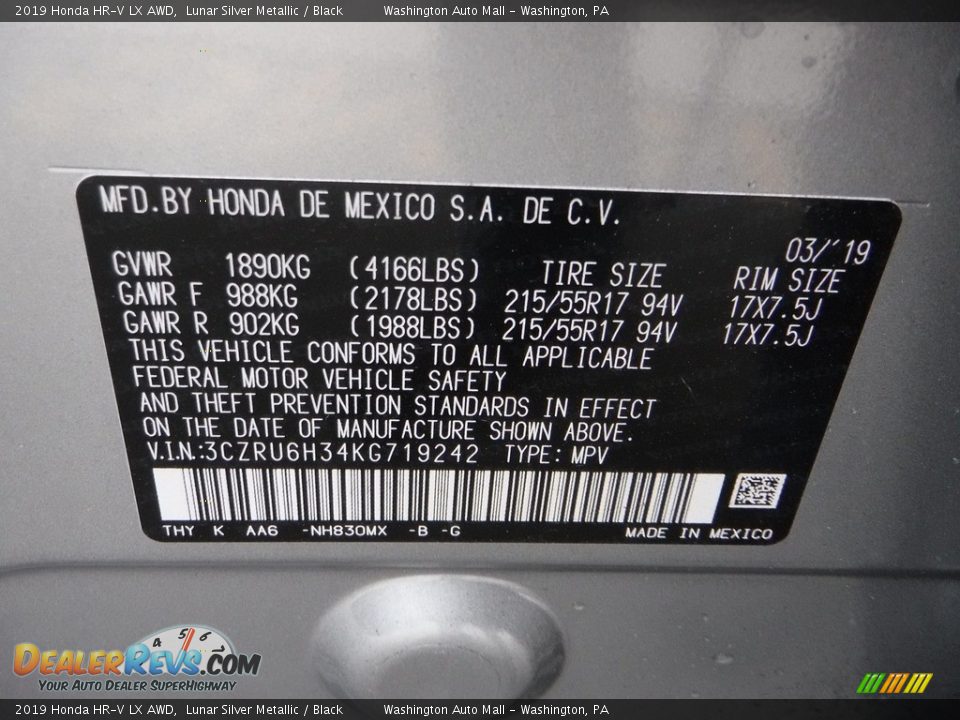 2019 Honda HR-V LX AWD, Lunar Silver Metallic / Black Washington Auto Mall - Washington, PA
MFD.BY HONDA DE MEXICO S.A. DE C.V.
03/'19
GVWR 1890KG (4166LBS) TIRE SIZE RIM SIZE
GAWR F 988KG (2178LBS) 215/55R17 94V 17X7.5J
GAWR R 902KG (1988LBS) 215/55R17 94V 17X7.5J
THIS VEHICLE CONFORMS TO ALL APPLICABLE
FEDERAL MOTOR VEHICLE SAFETY
AND THEFT PREVENTION STANDARDS IN EFFECT
ON THE DATE OF MANUFACTURE SHOWN ABOVE.
V.I.N.:3CZRU6H34KG719242 TYPE: MPV
THY K AA6 -NH830MX -B -G MADE IN MEXICO
4 5 6
DEALERREVS.COM
YOUR AUTO DEALER SUPERHIGHWAY
2019 Honda HR-V LX AWD, Lunar Silver Metallic / Black Washington Auto Mall - Washington, PA